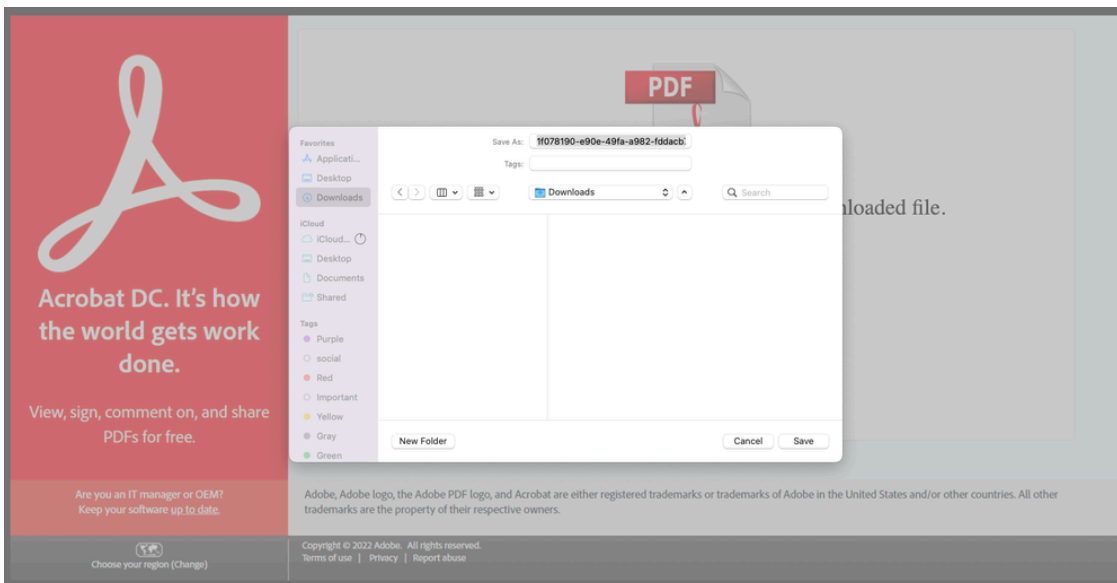 PDF
nloaded file.
Acrobat DC. It's how
the world gets work
done.
View, sign, comment on, and share
PDFs for free.
Are you an IT manager or OEM?
Keep your software up to date.
Choose your region (Change)
Favorites
Applicati...
Desktop
Downloads
iCloud
iCloud...
Desktop
Documents
Shared
Tags
Purple
social
Red
Important
Yellow
Gray
Green
Save As: 1f078190-e90e-49fa-a982-fddacb
Tags:
Downloads
Search
New Folder
Cancel
Save
Adobe, Adobe logo, the Adobe PDF logo, and Acrobat are either registered trademarks or trademarks of Adobe in the United States and/or other countries. All other
trademarks are the property of their respective owners.
Copyright © 2022 Adobe. All rights reserved.
Terms of use | Privacy | Report abuse